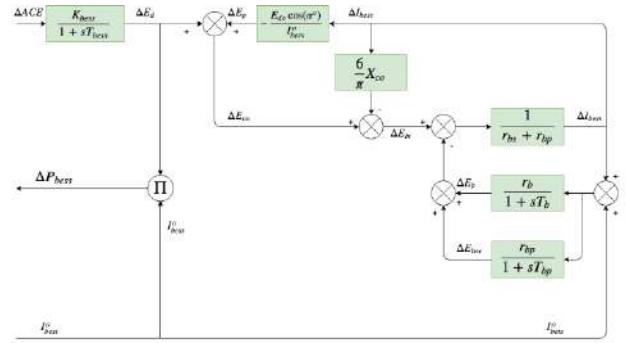 ΔACE
K_bess / 1 + sT_bess
ΔE_d
ΔE_p
- E_do cos(α°) / I°_bess
ΔI_bess
+
+
6/π X_co
-
ΔE_co
+
ΔE_bt
+
-
1 / r_bs + r_bp
ΔI_bess
ΔP_bess
Π
I°_bess
ΔE_b
+
+
r_b / 1 + sT_b
+
+
ΔE_boc
r_bp / 1 + sT_bp
I°_bess
I°_bess